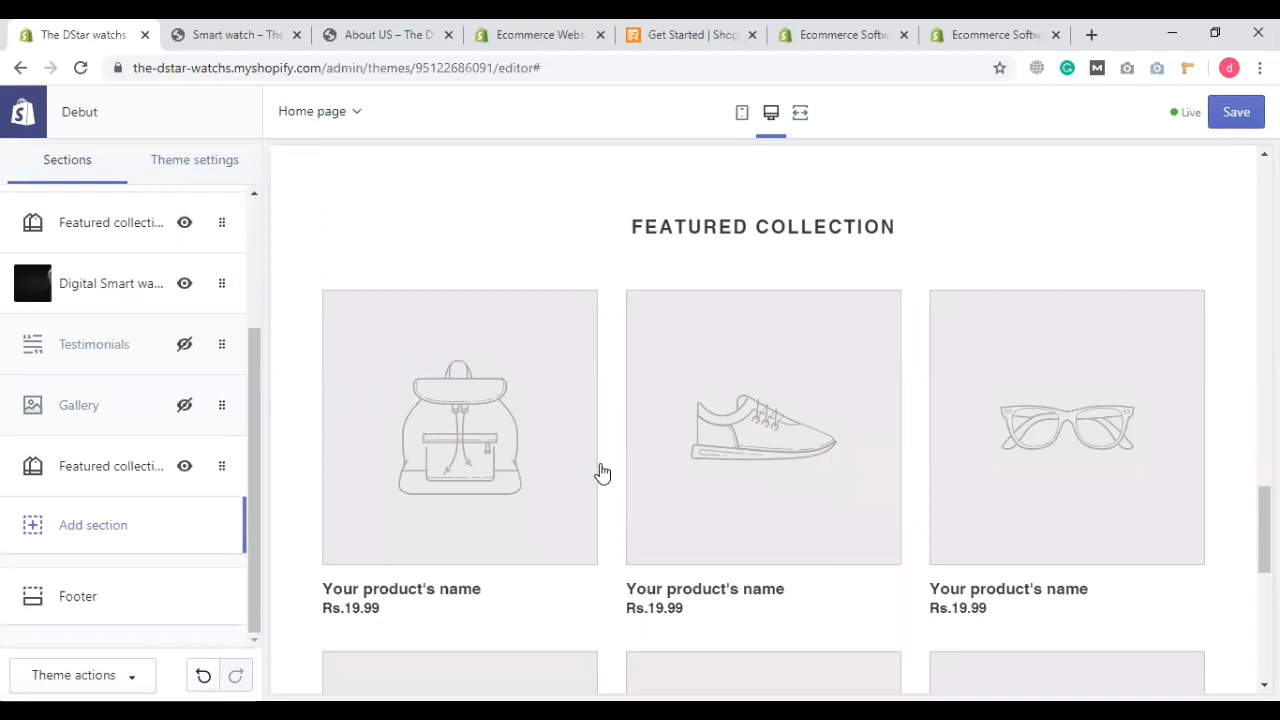 The DStar watchs
Smart watch – The
About US – The D
Ecommerce Webs
Get Started | Shop
Ecommerce Softw
Ecommerce Softw
the-dstar-watchs.myshopify.com/admin/themes/95122686091/editor#
M
d
Debut
Home page
Live
Save
Sections
Theme settings
Featured collecti...
Digital Smart wa...
Testimonials
Gallery
Featured collecti...
Add section
Footer
Theme actions
FEATURED COLLECTION
Your product's name
Rs.19.99
Your product's name
Rs.19.99
Your product's name
Rs.19.99